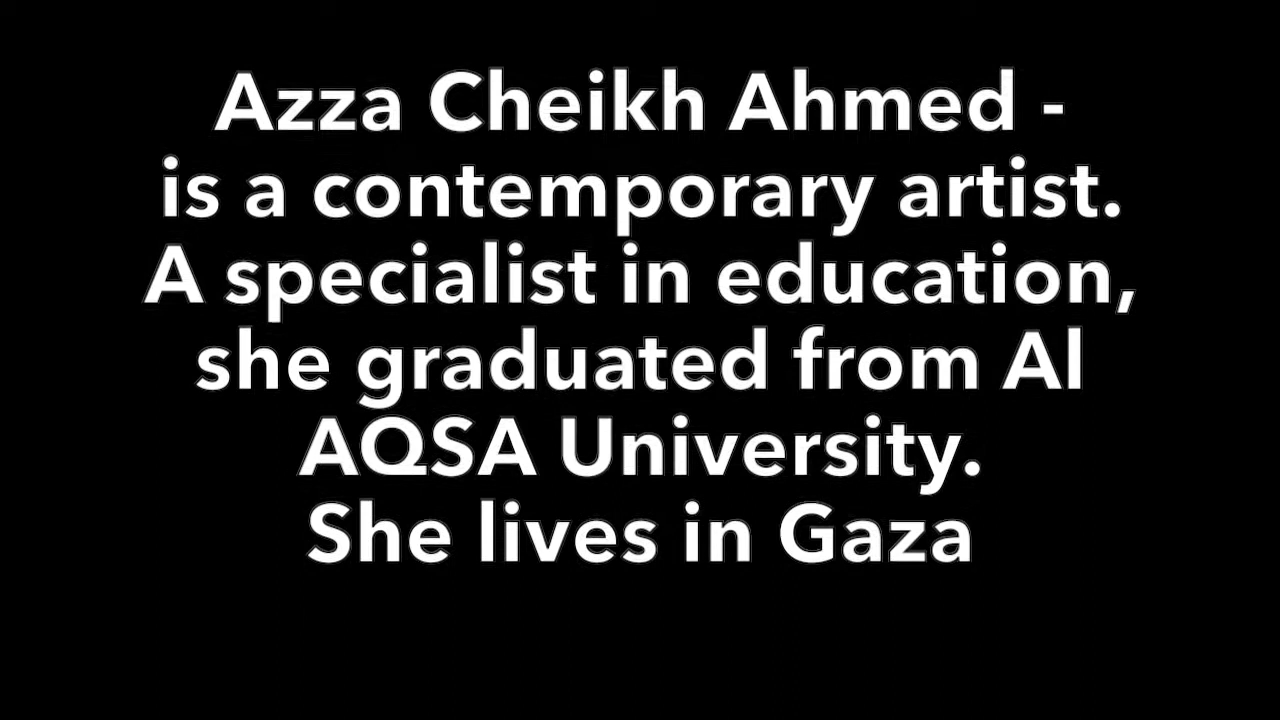 Azza Cheikh Ahmed -
is a contemporary artist.
A specialist in education,
she graduated from Al
AQSA University.
She lives in Gaza